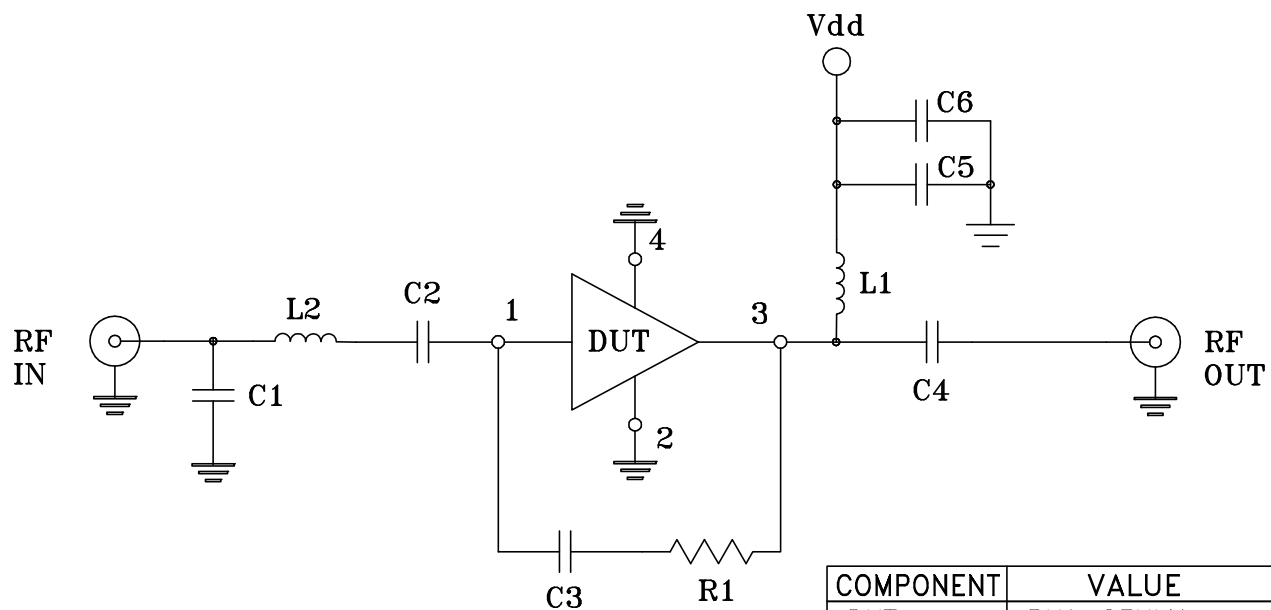 Vdd
C6
C5
4
L1
L2
C2
1
3
RF
IN
DUT
RF
OUT
C1
C4
2
C3
R1
COMPONENT VALUE